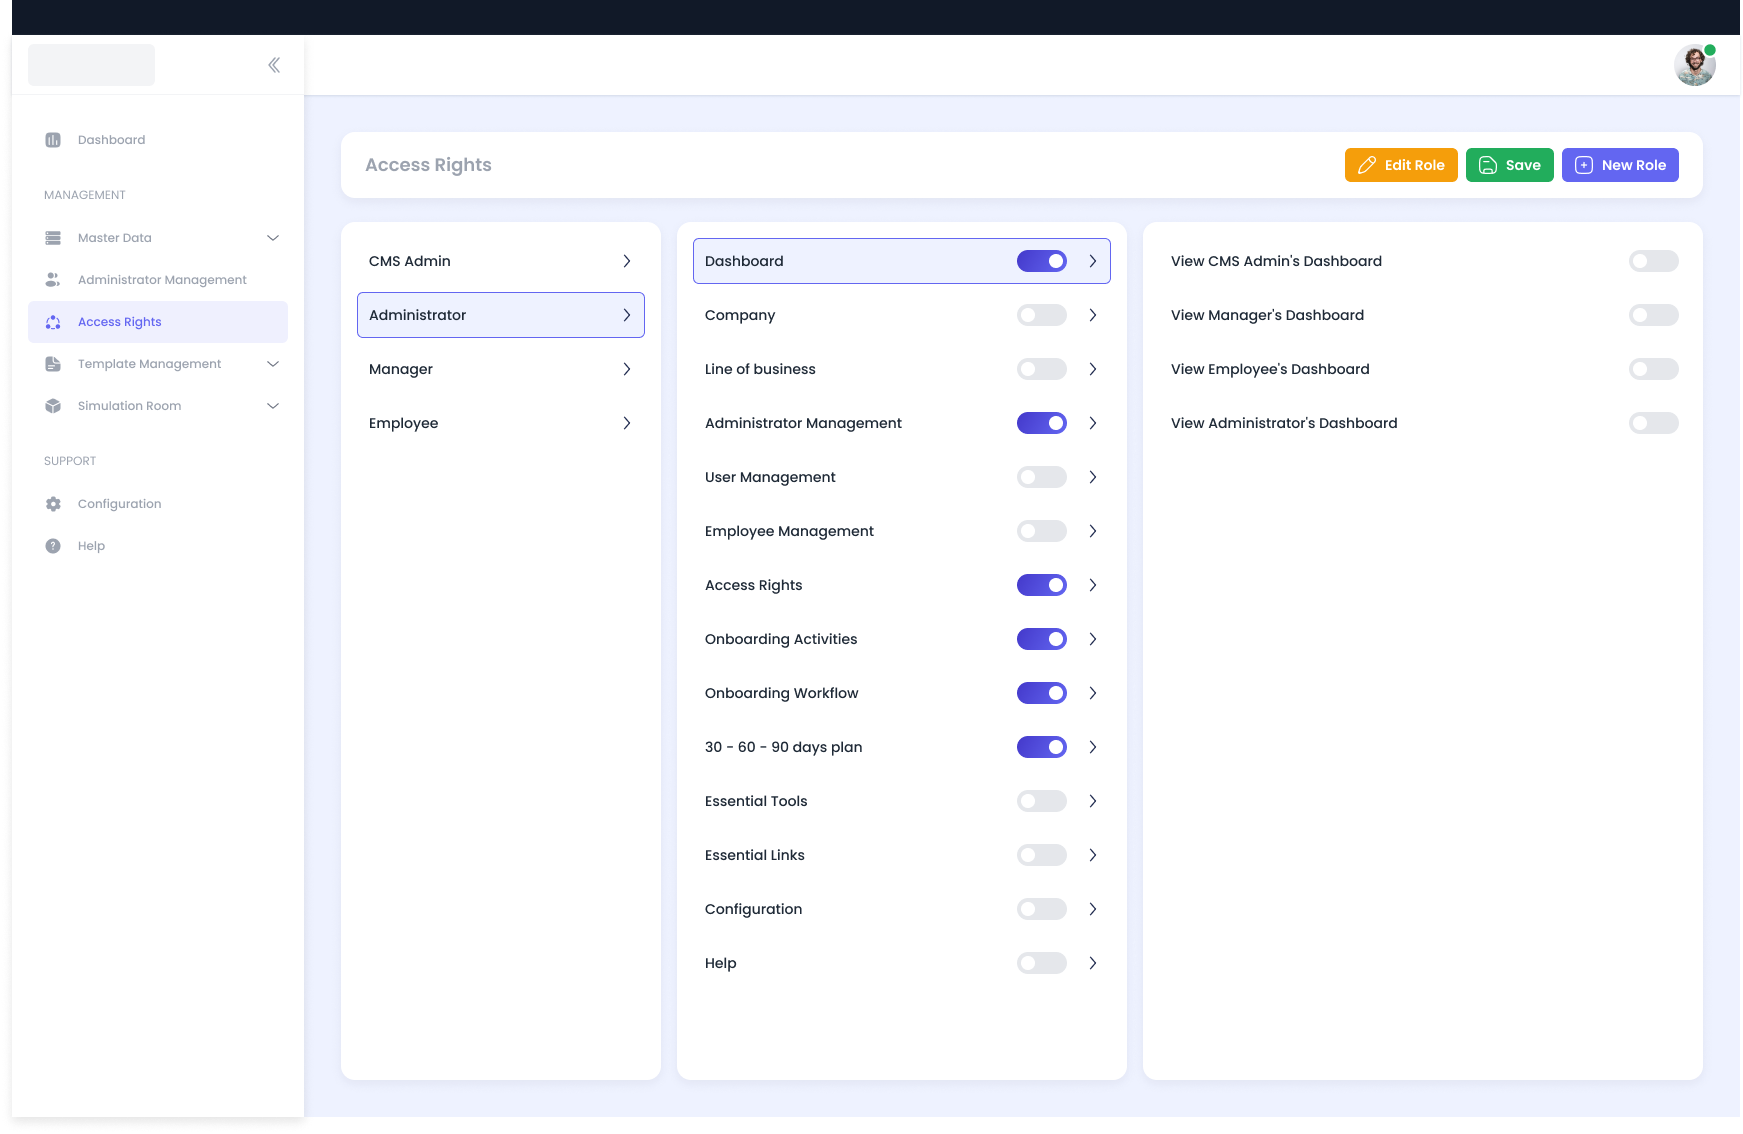 Dashboard
MANAGEMENT
Master Data
Administrator Management
Access Rights
Template Management
Simulation Room
SUPPORT
Configuration
Help
Access Rights
Edit Role
Save
New Role
CMS Admin
Administrator
Manager
Employee
Dashboard
Company
Line of business
Administrator Management
User Management
Employee Management
Access Rights
Onboarding Activities
Onboarding Workflow
30 - 60 - 90 days plan
Essential Tools
Essential Links
Configuration
Help
View CMS Admin's Dashboard
View Manager's Dashboard
View Employee's Dashboard
View Administrator's Dashboard